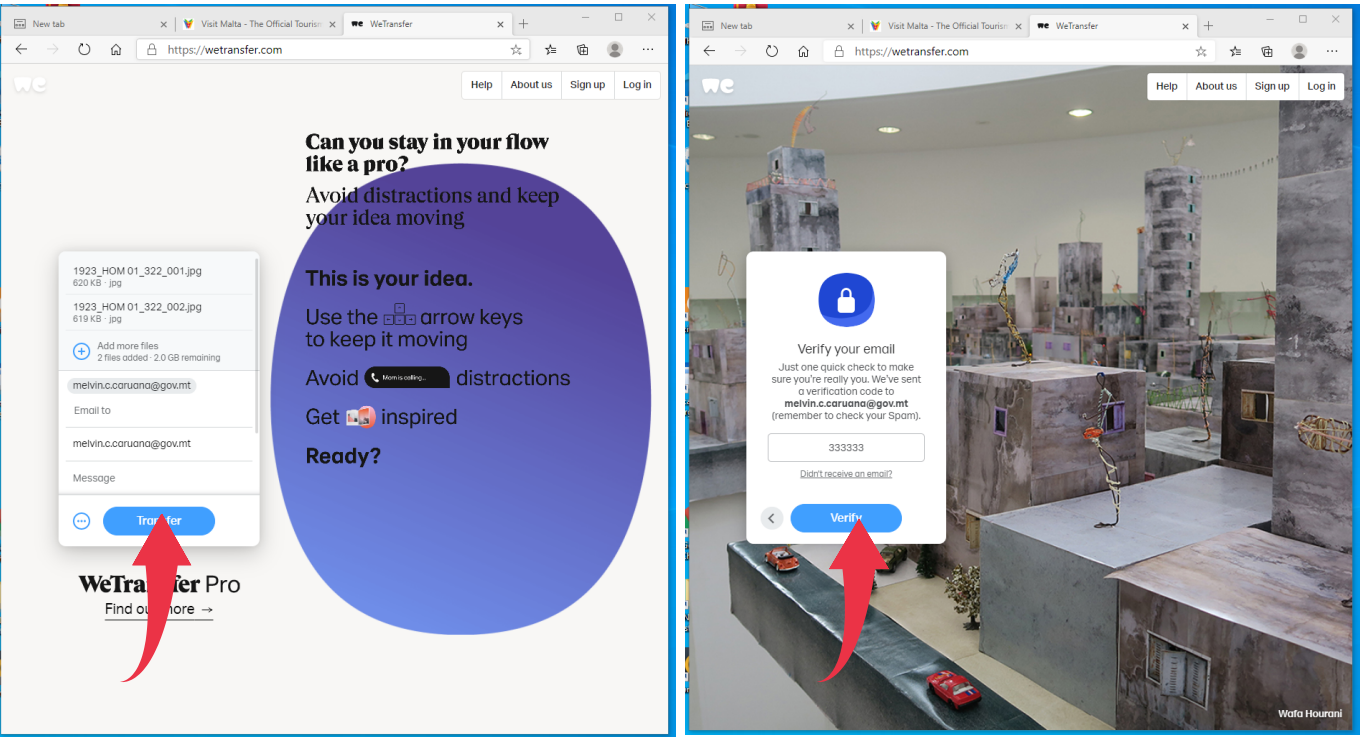 New tab
Visit Malta - The Official Tourism
WeTransfer
https://wetransfer.com
we
Help
About us
Sign up
Log in
Can you stay in your flow
like a pro?
Avoid distractions and keep
your idea moving
This is your idea.
Use the arrow keys
to keep it moving
Avoid Mom is calling... distractions
Get inspired
Ready?
1923_HOM 01_322_001.jpg
620 KB · jpg
1923_HOM 01_322_002.jpg
619 KB · jpg
Add more files
2 files added · 2.0 GB remaining
melvin.c.caruana@gov.mt
Email to
melvin.c.caruana@gov.mt
Message
Transfer
WeTransfer Pro
Find out more →
New tab
Visit Malta - The Official Tourism
WeTransfer
https://wetransfer.com
we
Help
About us
Sign up
Log in
Verify your email
Just one quick check to make
sure you're really you. We've sent
a verification code to
melvin.c.caruana@gov.mt
(remember to check your Spam).
333333
Didn't receive an email?
Verify
Wafa Hourani